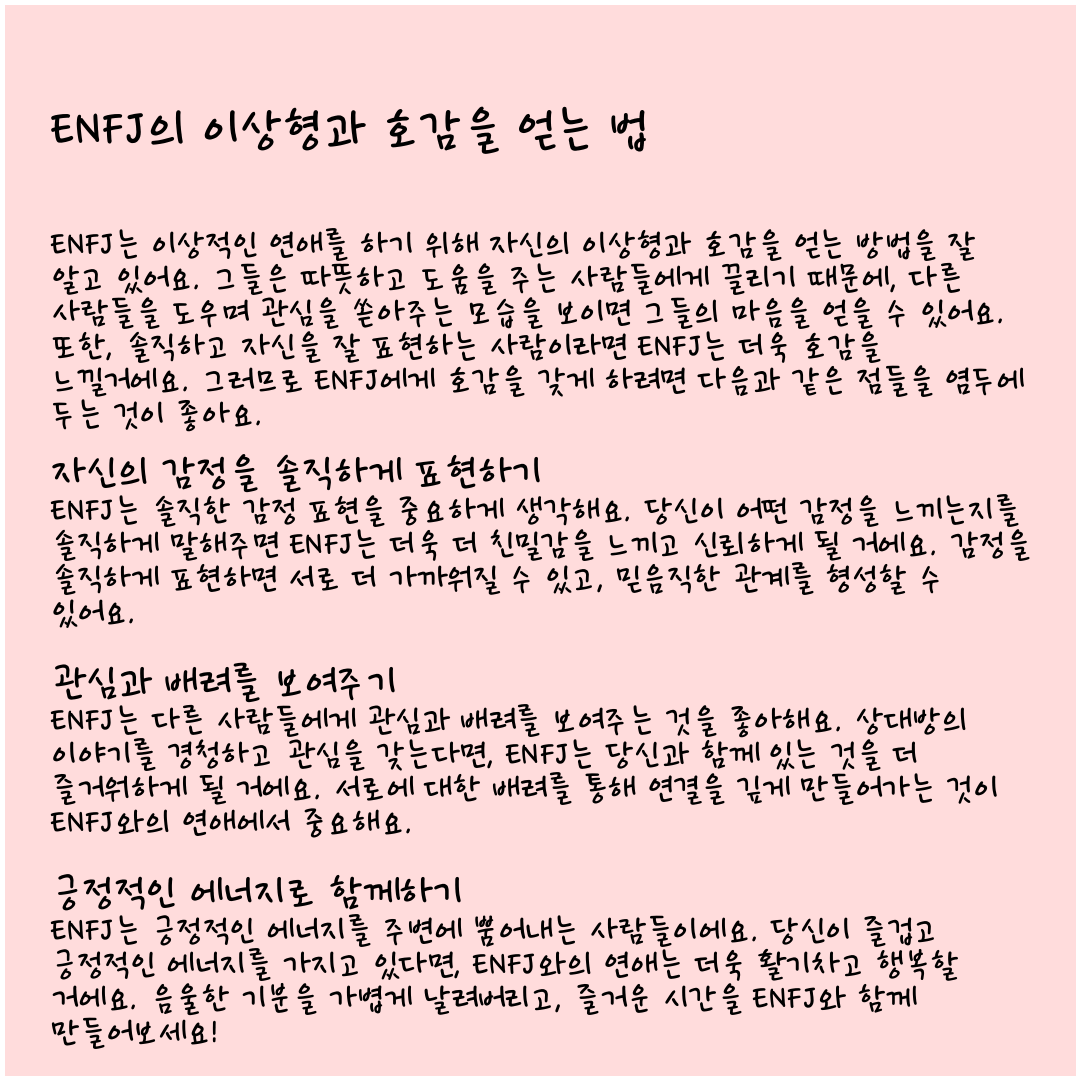 ENFJ의 이상형과 호감을 얻는 법
ENFJ는 이상적인 연애를 하기 위해 자신의 이상형과 호감을 얻는 방법을 잘
알고 있어요. 그들은 따뜻하고 도움을 주는 사람들에게 끌리기 때문에, 다른
사람들을 도우며 관심을 쏟아주는 모습을 보이면 그들의 마음을 얻을 수 있어요.
또한, 솔직하고 자신을 잘 표현하는 사람이라면 ENFJ는 더욱 호감을
느낄거에요. 그러므로 ENFJ에게 호감을 갖게 하려면 다음과 같은 점들을 염두에
두는 것이 좋아요.
자신의 감정을 솔직하게 표현하기
ENFJ는 솔직한 감정 표현을 중요하게 생각해요. 당신이 어떤 감정을 느끼는지를
솔직하게 말해주면 ENFJ는 더욱 더 친밀감을 느끼고 신뢰하게 될 거에요. 감정을
솔직하게 표현하면 서로 더 가까워질 수 있고, 믿음직한 관계를 형성할 수
있어요.
관심과 배려를 보여주기
ENFJ는 다른 사람들에게 관심과 배려를 보여주는 것을 좋아해요. 상대방의
이야기를 경청하고 관심을 갖는다면, ENFJ는 당신과 함께 있는 것을 더
즐거워하게 될 거에요. 서로에 대한 배려를 통해 연결을 깊게 만들어가는 것이
ENFJ와의 연애에서 중요해요.
긍정적인 에너지로 함께하기
ENFJ는 긍정적인 에너지를 주변에 뿜어내는 사람들이에요. 당신이 즐겁고
긍정적인 에너지를 가지고 있다면, ENFJ와의 연애는 더욱 활기차고 행복할
거에요. 음울한 기분을 가볍게 날려버리고, 즐거운 시간을 ENFJ와 함께
만들어보세요!